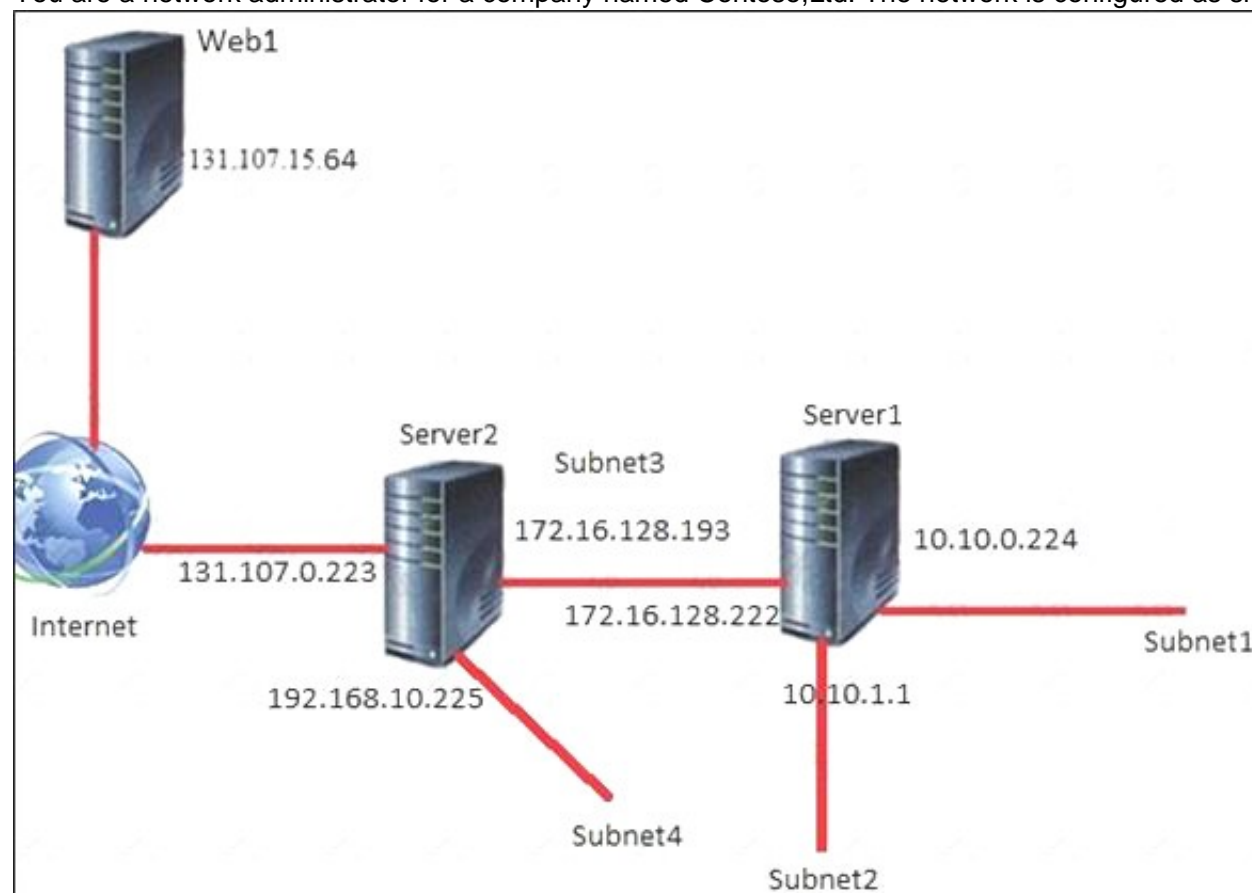 You are a network administrator for a company named Contoso,Ltd. The network is configured as
Web1
131.107.15.64
Server1
Server2
Subnet3
172.16.128.193
10.10.0.224
131.107.0.223
172.16.128.222
Internet
Subnet1
192.168.10.225
10.10.1.1
Subnet4
Subnet2